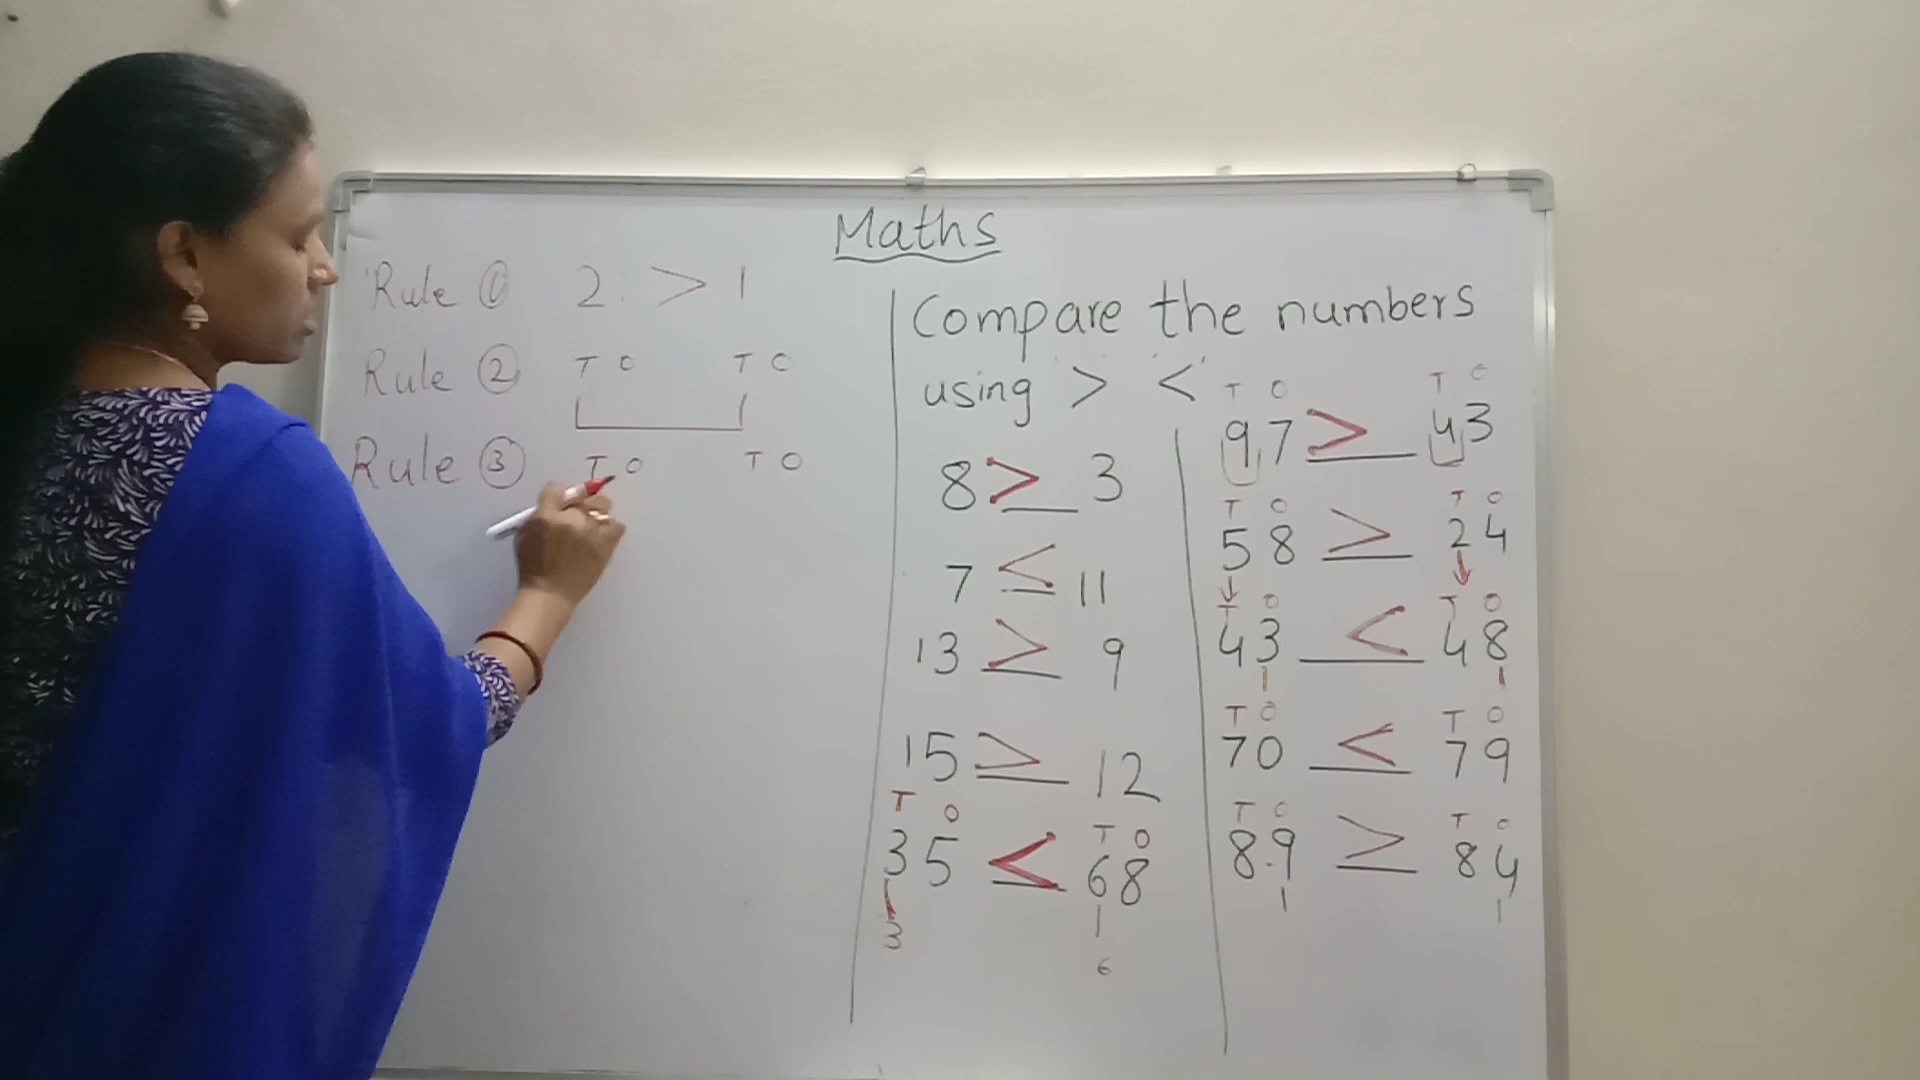 Maths
Rule ① 2 > 1
Rule ② T O T O
Rule ③ T O T O
Compare the numbers
using > <
8 > 3
7 < 11
13 > 9
15 > 12
T O T O
35 < 68
3 6
T O T O
97 > 43
T O T O
58 > 24
T O T O
43 < 48
T O T O
70 < 79
T O T O
89 > 84